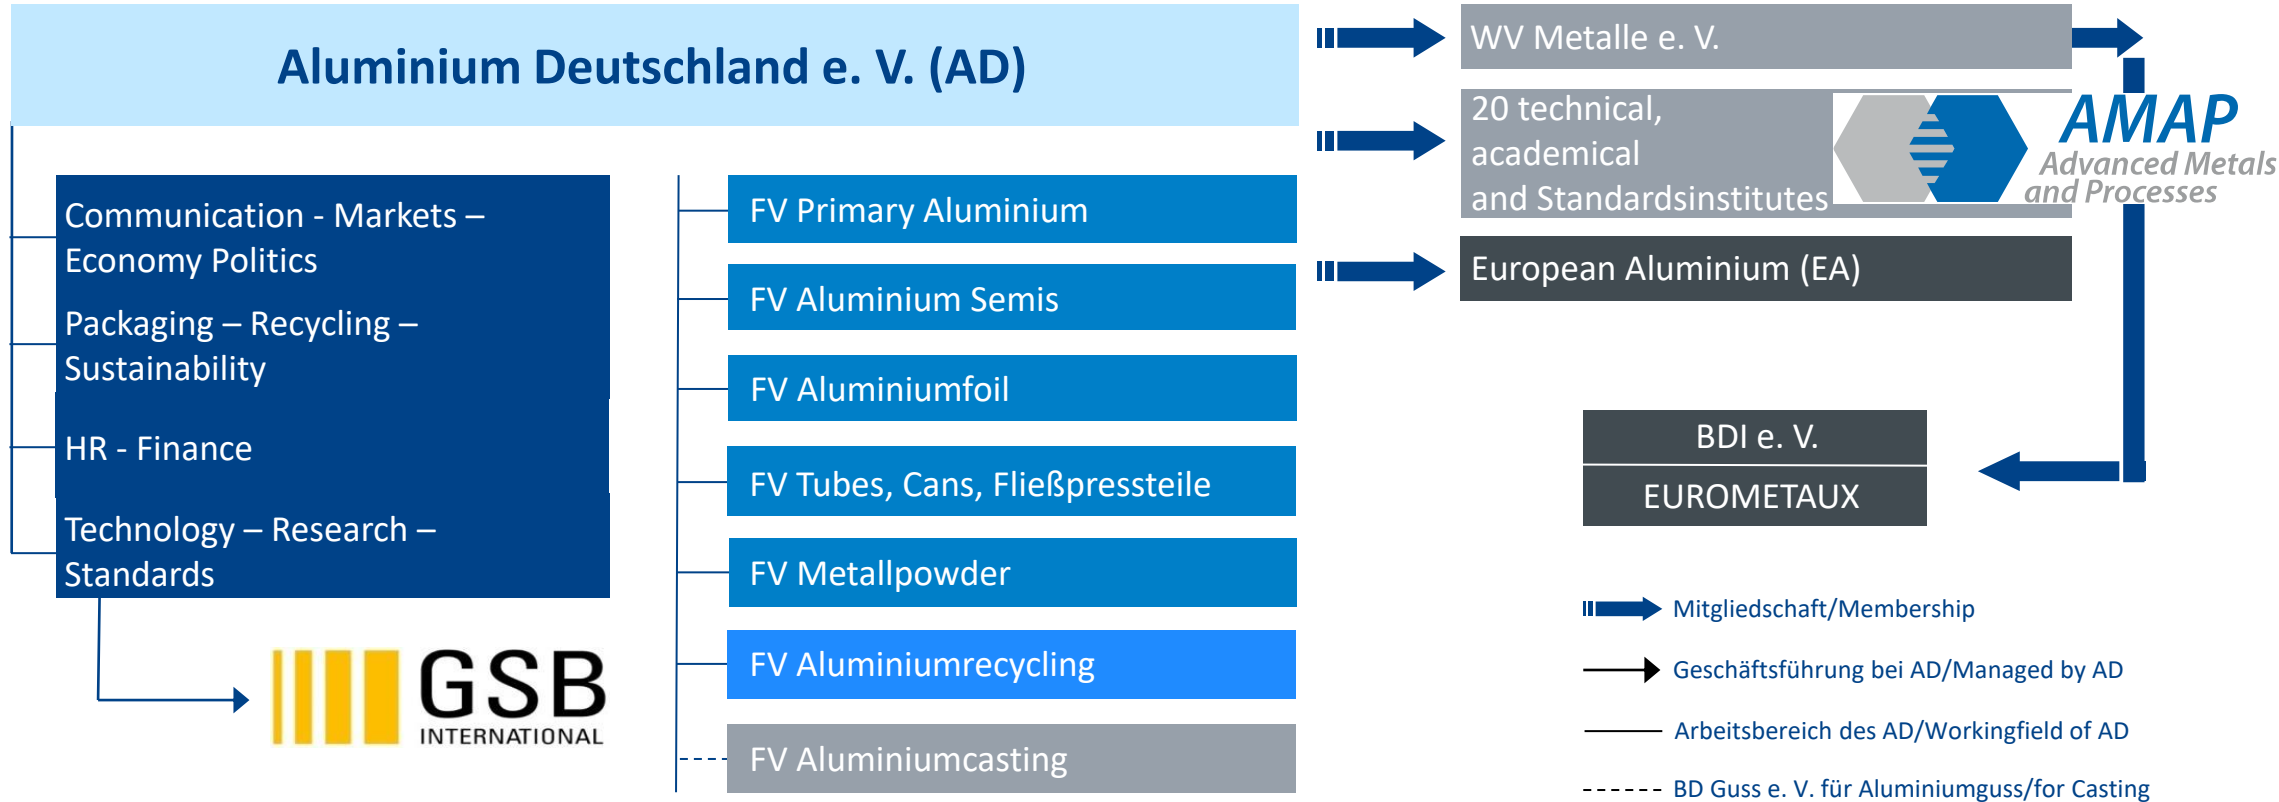 Aluminium Deutschland e. V. (AD)
Communication - Markets –
Economy Politics
Packaging – Recycling –
Sustainability
HR - Finance
Technology – Research –
Standards
GSB
INTERNATIONAL
FV Primary Aluminium
FV Aluminium Semis
FV Aluminiumfoil
FV Tubes, Cans, Fließpressteile
FV Metallpowder
FV Aluminiumrecycling
FV Aluminiumcasting
WV Metalle e. V.
20 technical,
academical
and Standardsinstitutes
AMAP
Advanced Metals
and Processes
European Aluminium (EA)
BDI e. V.
EUROMETAUX
Mitgliedschaft/Membership
Geschäftsführung bei AD/Managed by AD
Arbeitsbereich des AD/Workingfield of AD
BD Guss e. V. für Aluminiumguss/for Casting